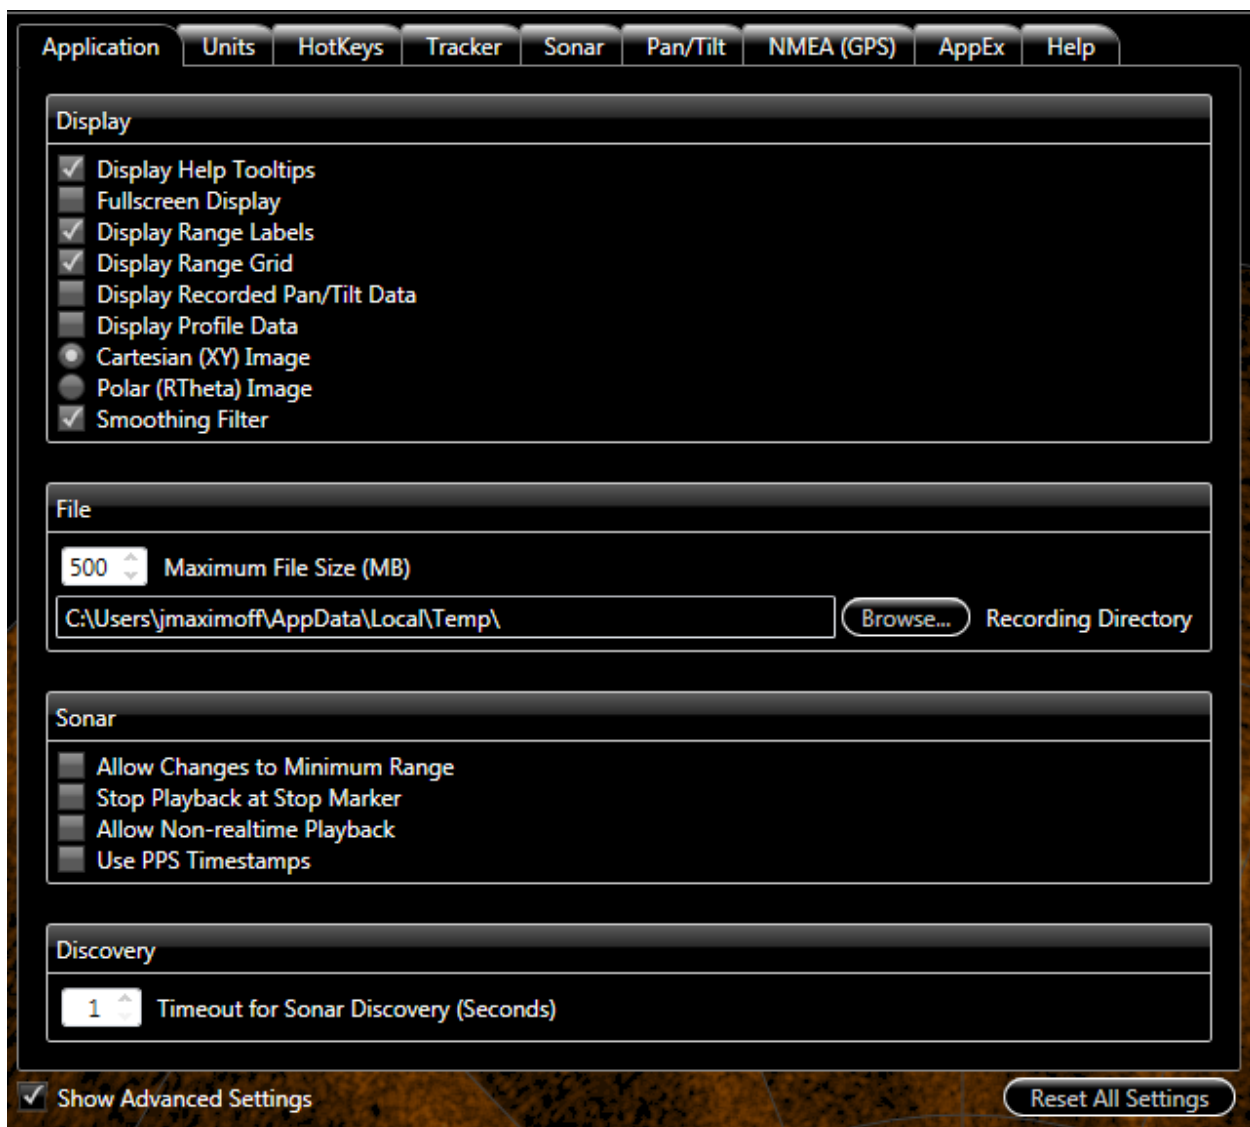 Application Units HotKeys Tracker Sonar Pan/Tilt NMEA (GPS) AppEx Help
Display
Display Help Tooltips
Fullscreen Display
Display Range Labels
Display Range Grid
Display Recorded Pan/Tilt Data
Display Profile Data
Cartesian (XY) Image
Polar (RTheta) Image
Smoothing Filter
File
500 Maximum File Size (MB)
C:\Users\jmaximoff\AppData\Local\Temp\ Browse... Recording Directory
Sonar
Allow Changes to Minimum Range
Stop Playback at Stop Marker
Allow Non-realtime Playback
Use PPS Timestamps
Discovery
1 Timeout for Sonar Discovery (Seconds)
Show Advanced Settings Reset All Settings